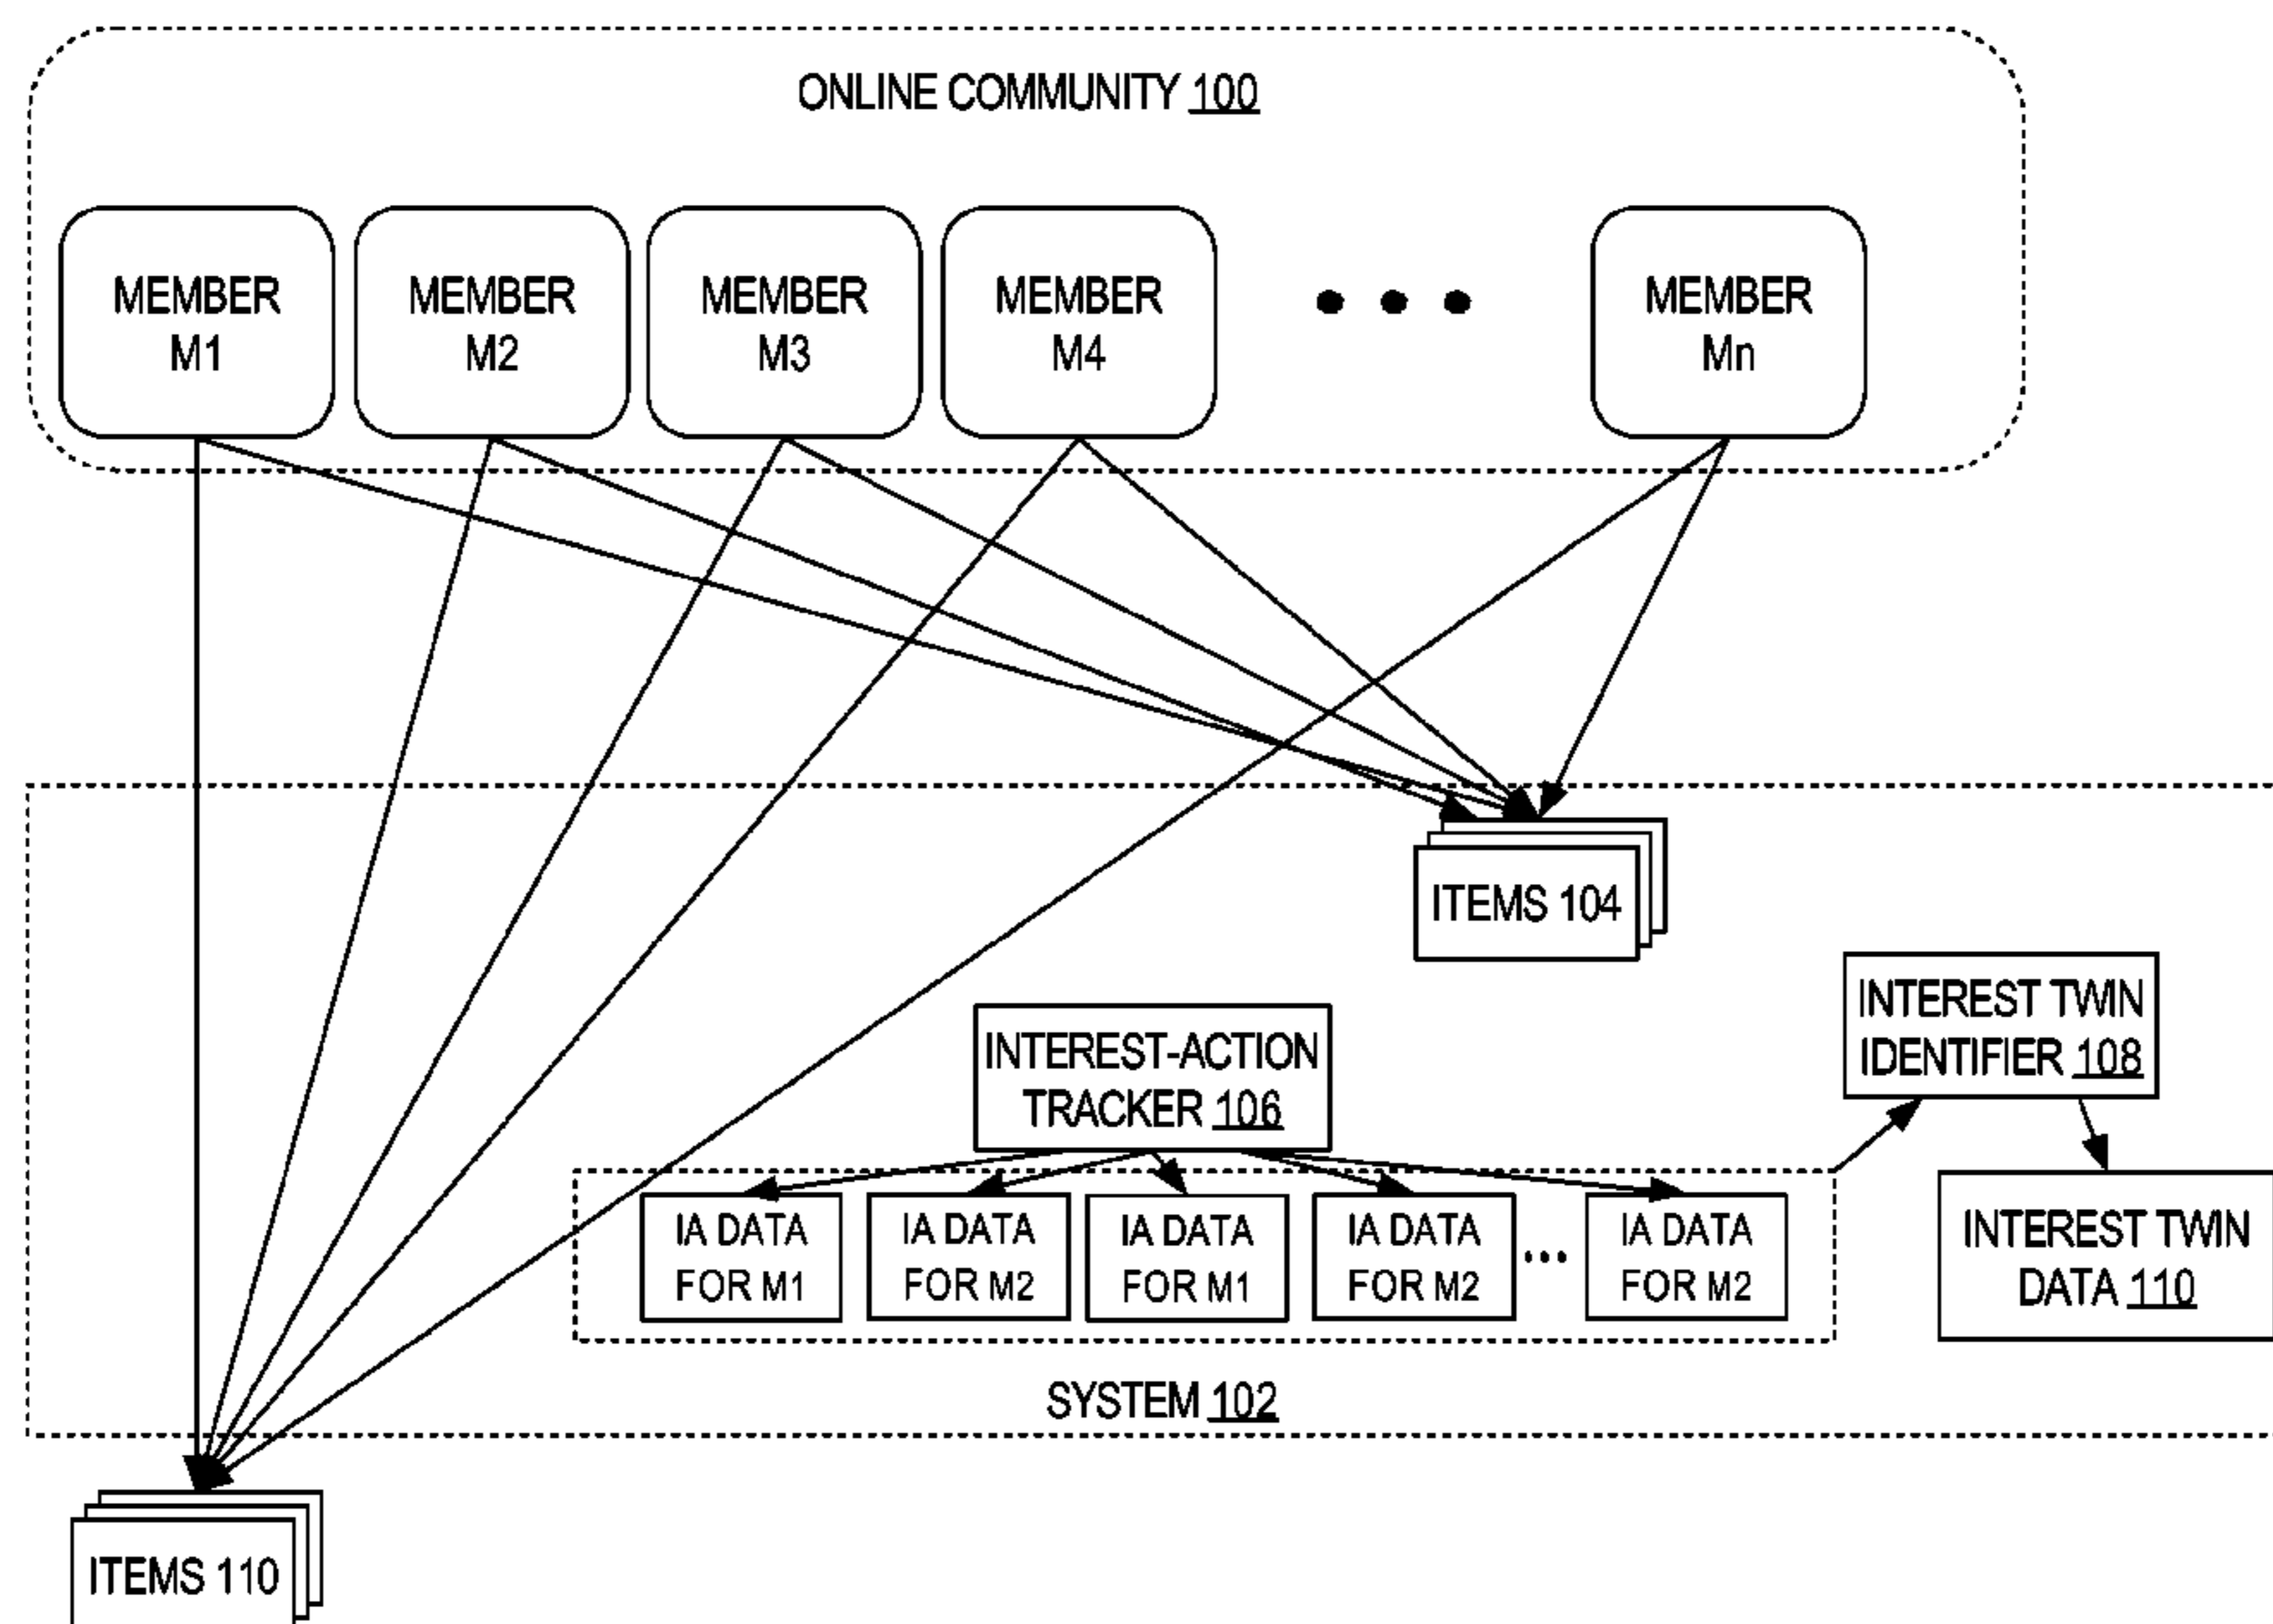 ONLINE COMMUNITY 100
MEMBER
M1
MEMBER
M2
MEMBER
M3
MEMBER
M4
MEMBER
Mn
ITEMS 104
INTEREST-ACTION
TRACKER 106
INTEREST TWIN
IDENTIFIER 108
IA DATA
FOR M1
IA DATA
FOR M2
IA DATA
FOR M1
IA DATA
FOR M2
IA DATA
FOR M2
INTEREST TWIN
DATA 110
SYSTEM 102
ITEMS 110